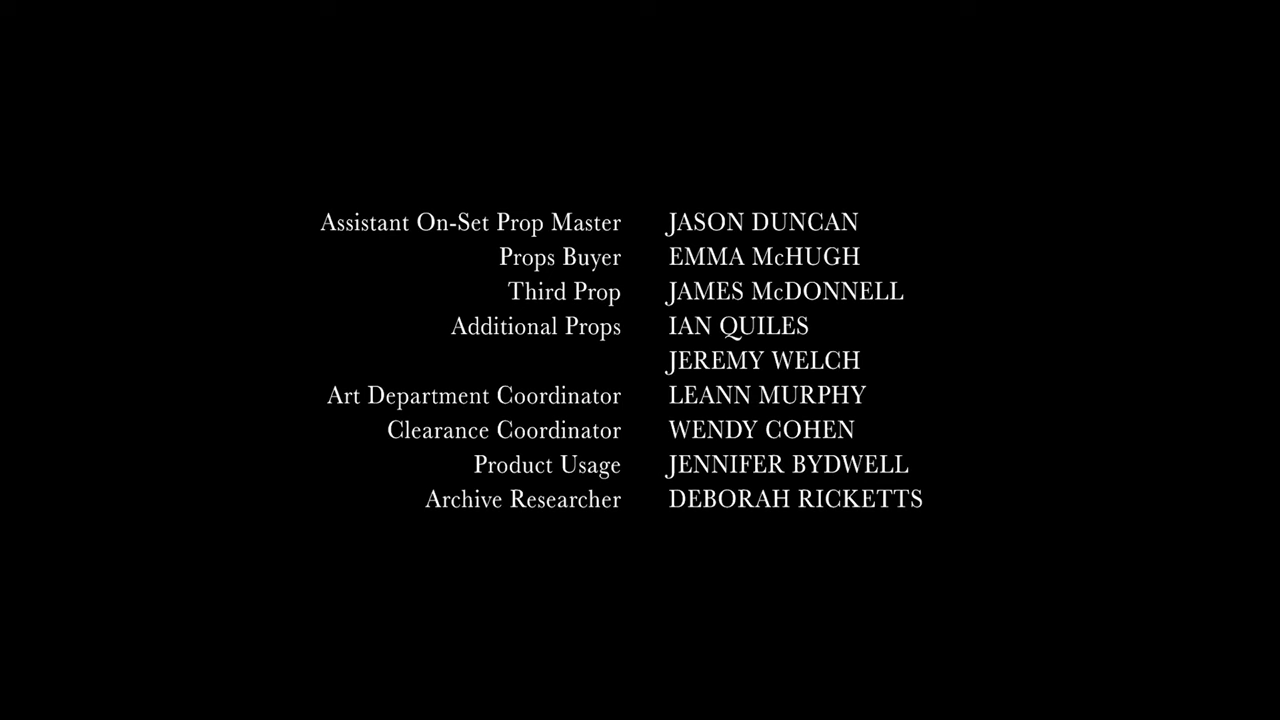 Assistant On-Set Prop Master JASON DUNCAN
Props Buyer EMMA McHUGH
Third Prop JAMES McDONNELL
Additional Props IAN QUILES
JEREMY WELCH
Art Department Coordinator LEANN MURPHY
Clearance Coordinator WENDY COHEN
Product Usage JENNIFER BYDWELL
Archive Researcher DEBORAH RICKETTS